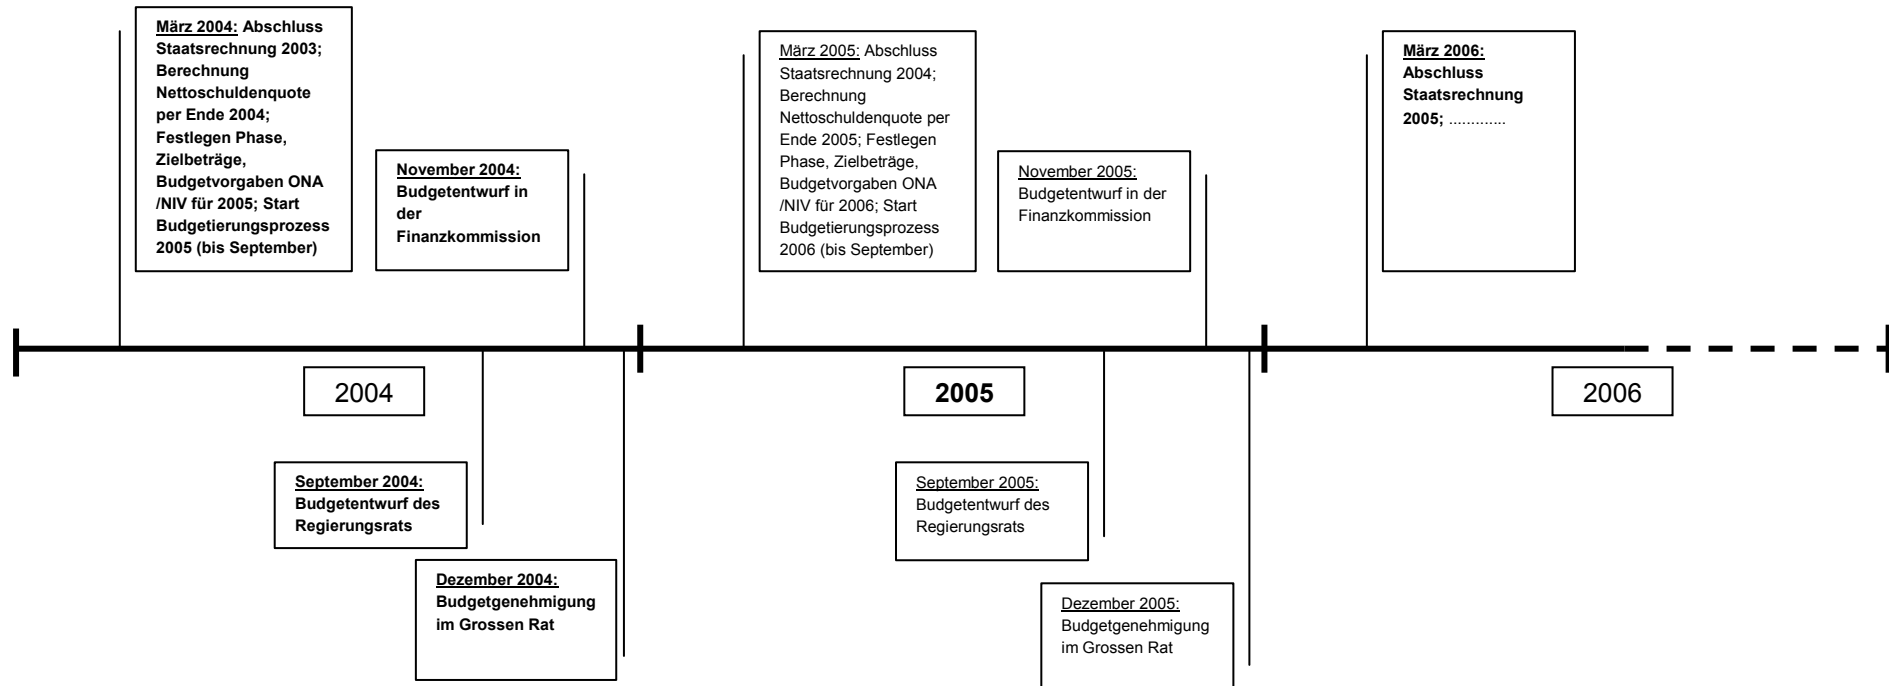 März 2004: Abschluss
Staatsrechnung 2003;
Berechnung
Nettoschuldenquote
per Ende 2004;
Festlegen Phase,
Zielbeträge,
Budgetvorgaben ONA
/NIV für 2005; Start
Budgetierungsprozess
2005 (bis September)
November 2004:
Budgetentwurf in
der
Finanzkommission
März 2005: Abschluss
Staatsrechnung 2004;
Berechnung
Nettoschuldenquote per
Ende 2005; Festlegen
Phase, Zielbeträge,
Budgetvorgaben ONA
/NIV für 2006; Start
Budgetierungsprozess
2006 (bis September)
November 2005:
Budgetentwurf in der
Finanzkommission
März 2006:
Abschluss
Staatsrechnung
2005; .............
2004
2005
2006
September 2004:
Budgetentwurf des
Regierungsrats
Dezember 2004:
Budgetgenehmigung
im Grossen Rat
September 2005:
Budgetentwurf des
Regierungsrats
Dezember 2005:
Budgetgenehmigung
im Grossen Rat